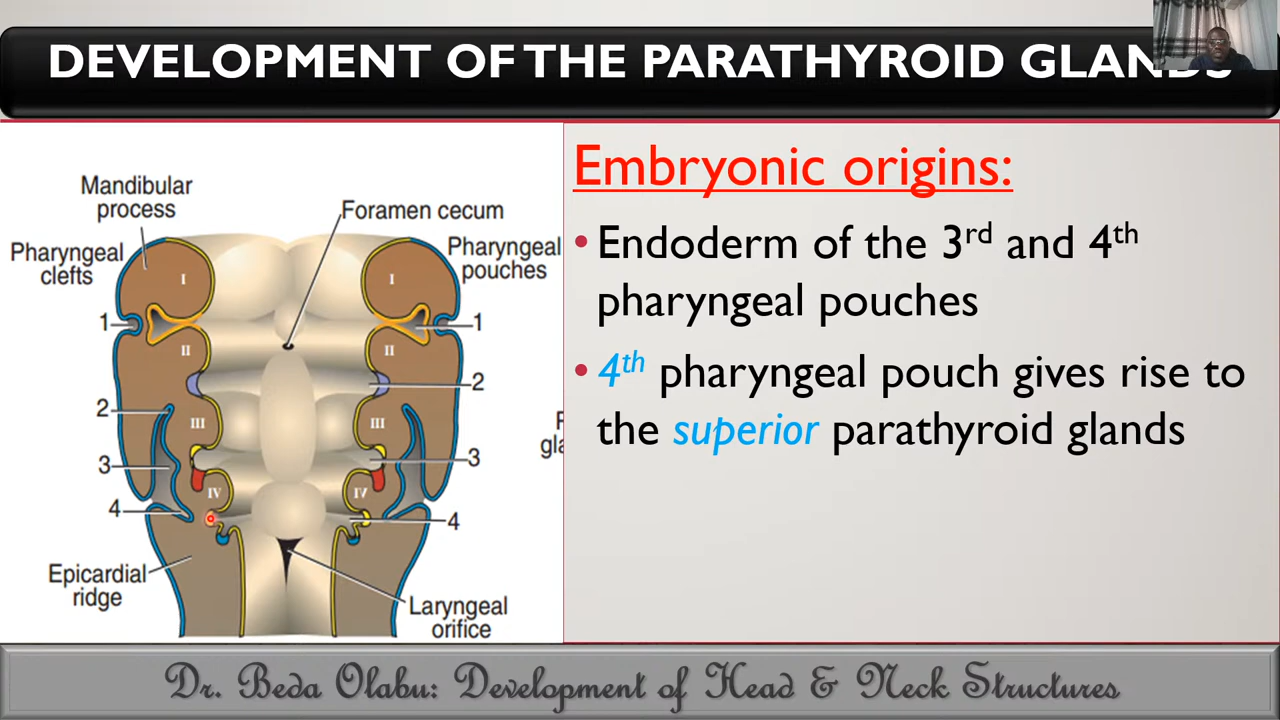 DEVELOPMENT OF THE PARATHYROID GLANDS
Mandibular
process
Foramen cecum
Pharyngeal
clefts
Pharyngeal
pouches
I
I
1
1
II
II
2
2
III
III
3
3
IV
IV
4
4
Epicardial
ridge
Laryngeal
orifice
Embryonic origins:
• Endoderm of the 3rd and 4th
pharyngeal pouches
• 4th pharyngeal pouch gives rise to
the superior parathyroid glands
Dr. Beda Olabu: Development of Head & Neck Structures